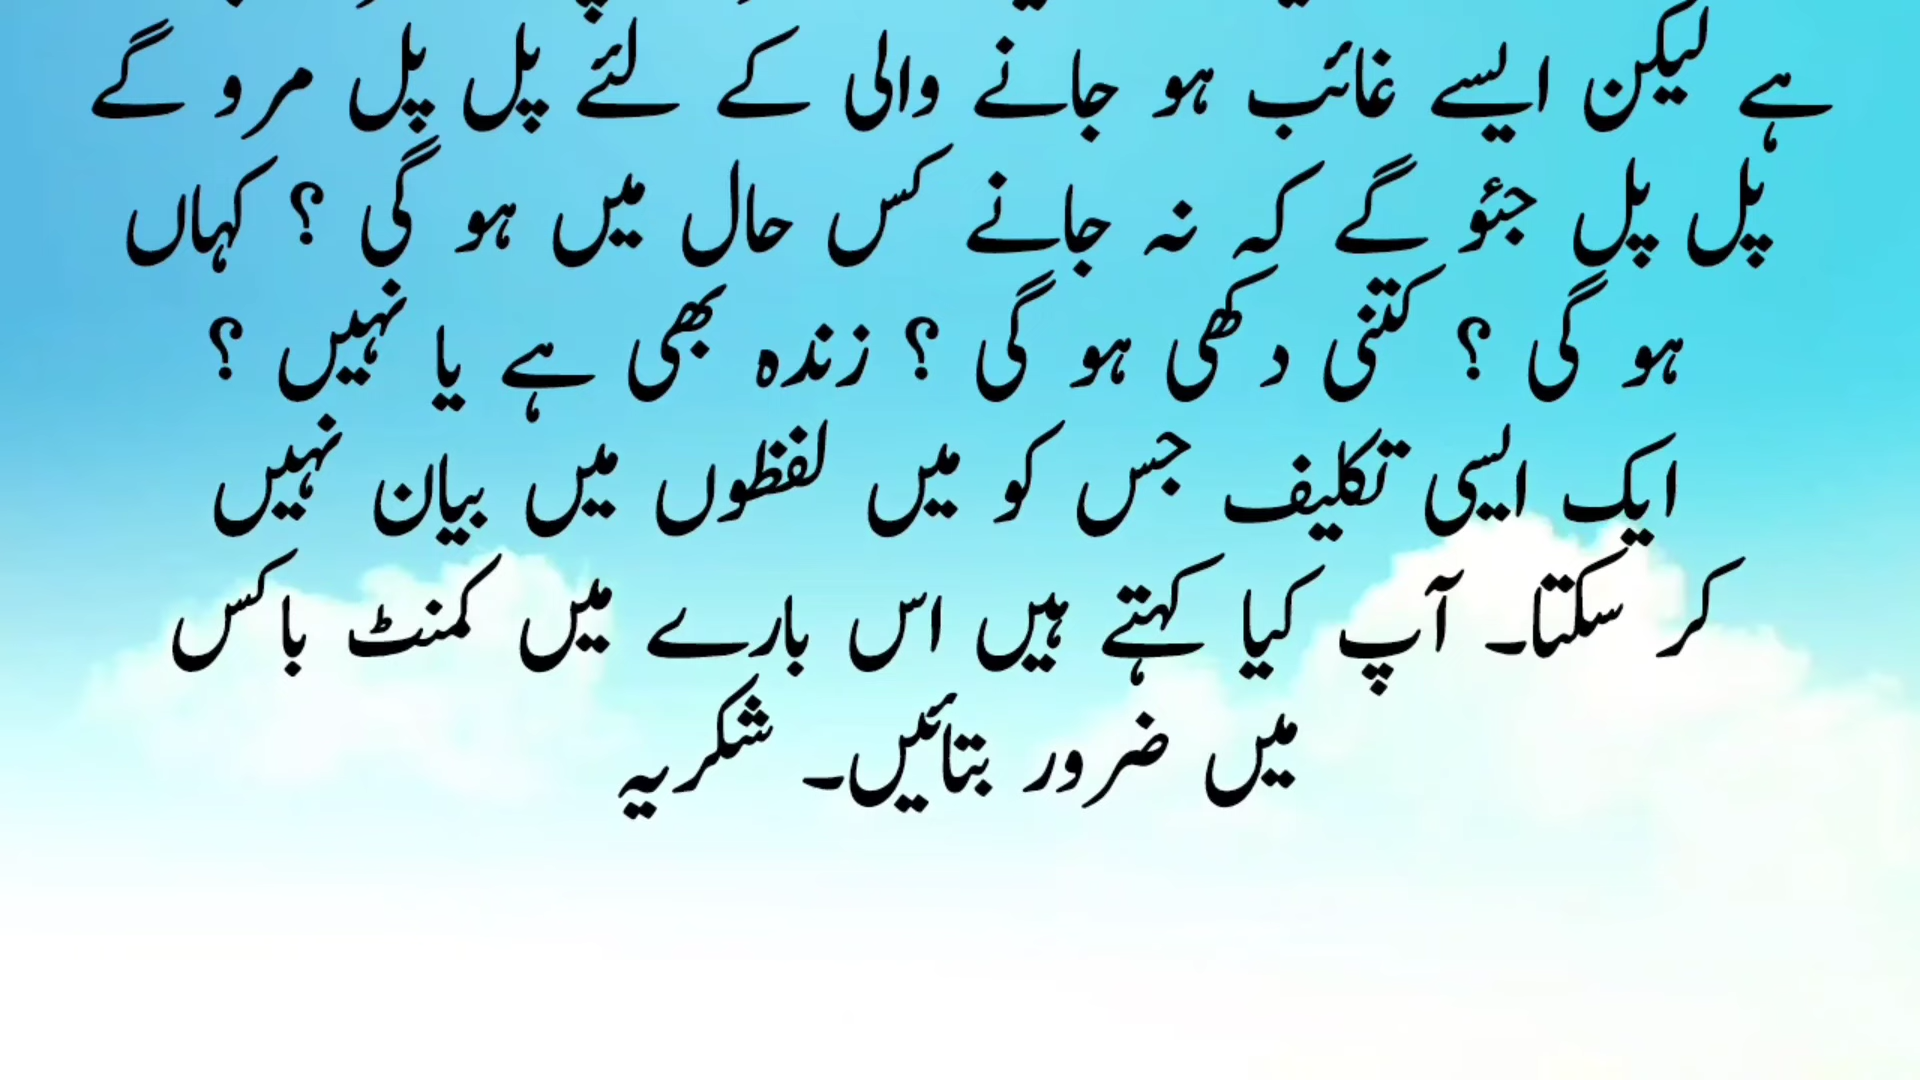 ہے لیکن ایسے غائب ہو جانے والی کے لئے پل پل مرو گے
پل پل جئو گے کہ نہ جانے کس حال میں ہو گی ؟ کہاں
ہو گی ؟ کتنی دکھی ہو گی ؟ زندہ بھی ہے یا نہیں ؟
ایک ایسی تکلیف جس کو میں لفظوں میں بیان نہیں
کر سکتا۔ آپ کیا کہتے ہیں اس بارے میں کمنٹ باکس
میں ضرور بتائیں۔ شکریہ